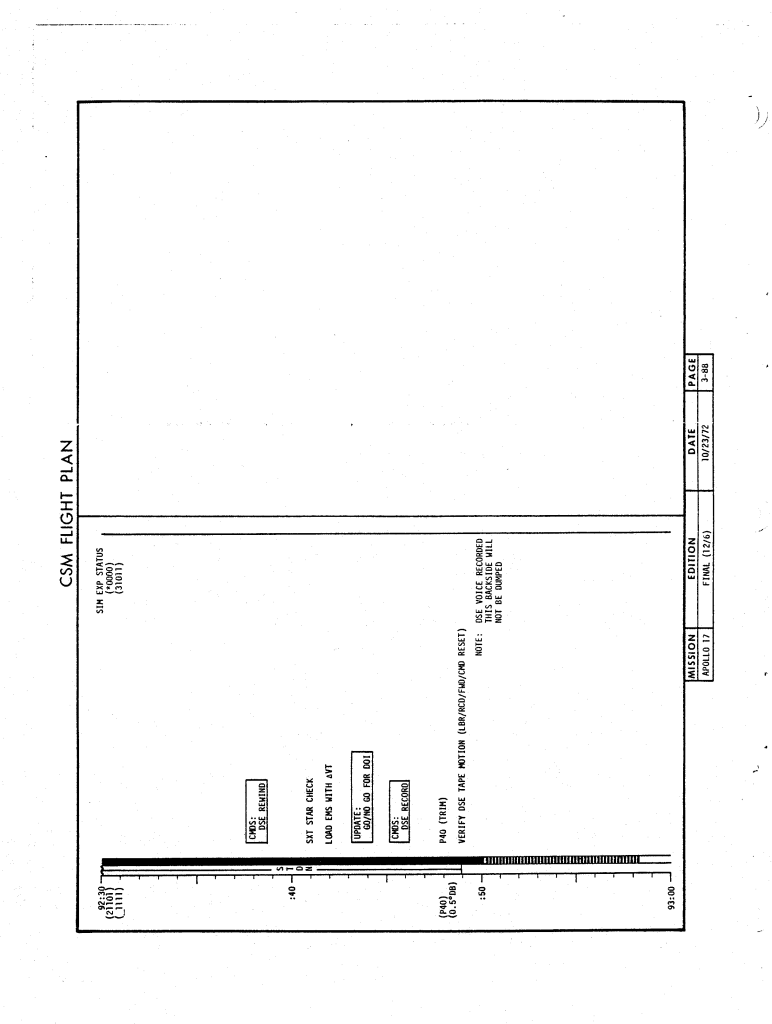 CSM FLIGHT PLAN
92:30
(21101)
(_1111)
SIM EXP STATUS
(*0000)
(31011)
CMDS:
DSE REWIND
S
T
D
N
:40
SXT STAR CHECK
LOAD EMS WITH ΔVT
UPDATE:
GO/NO GO FOR DOI
CMDS:
DSE RECORD
(P40)
(0.5°DB)
P40 (TRIM)
VERIFY DSE TAPE MOTION (LBR/RCD/FWD/CMD RESET)
:50
NOTE: DSE VOICE RECORDED
THIS BACKSIDE WILL
NOT BE DUMPED
93:00
MISSION EDITION DATE PAGE
APOLLO 17 FINAL (12/6) 10/23/72 3-88